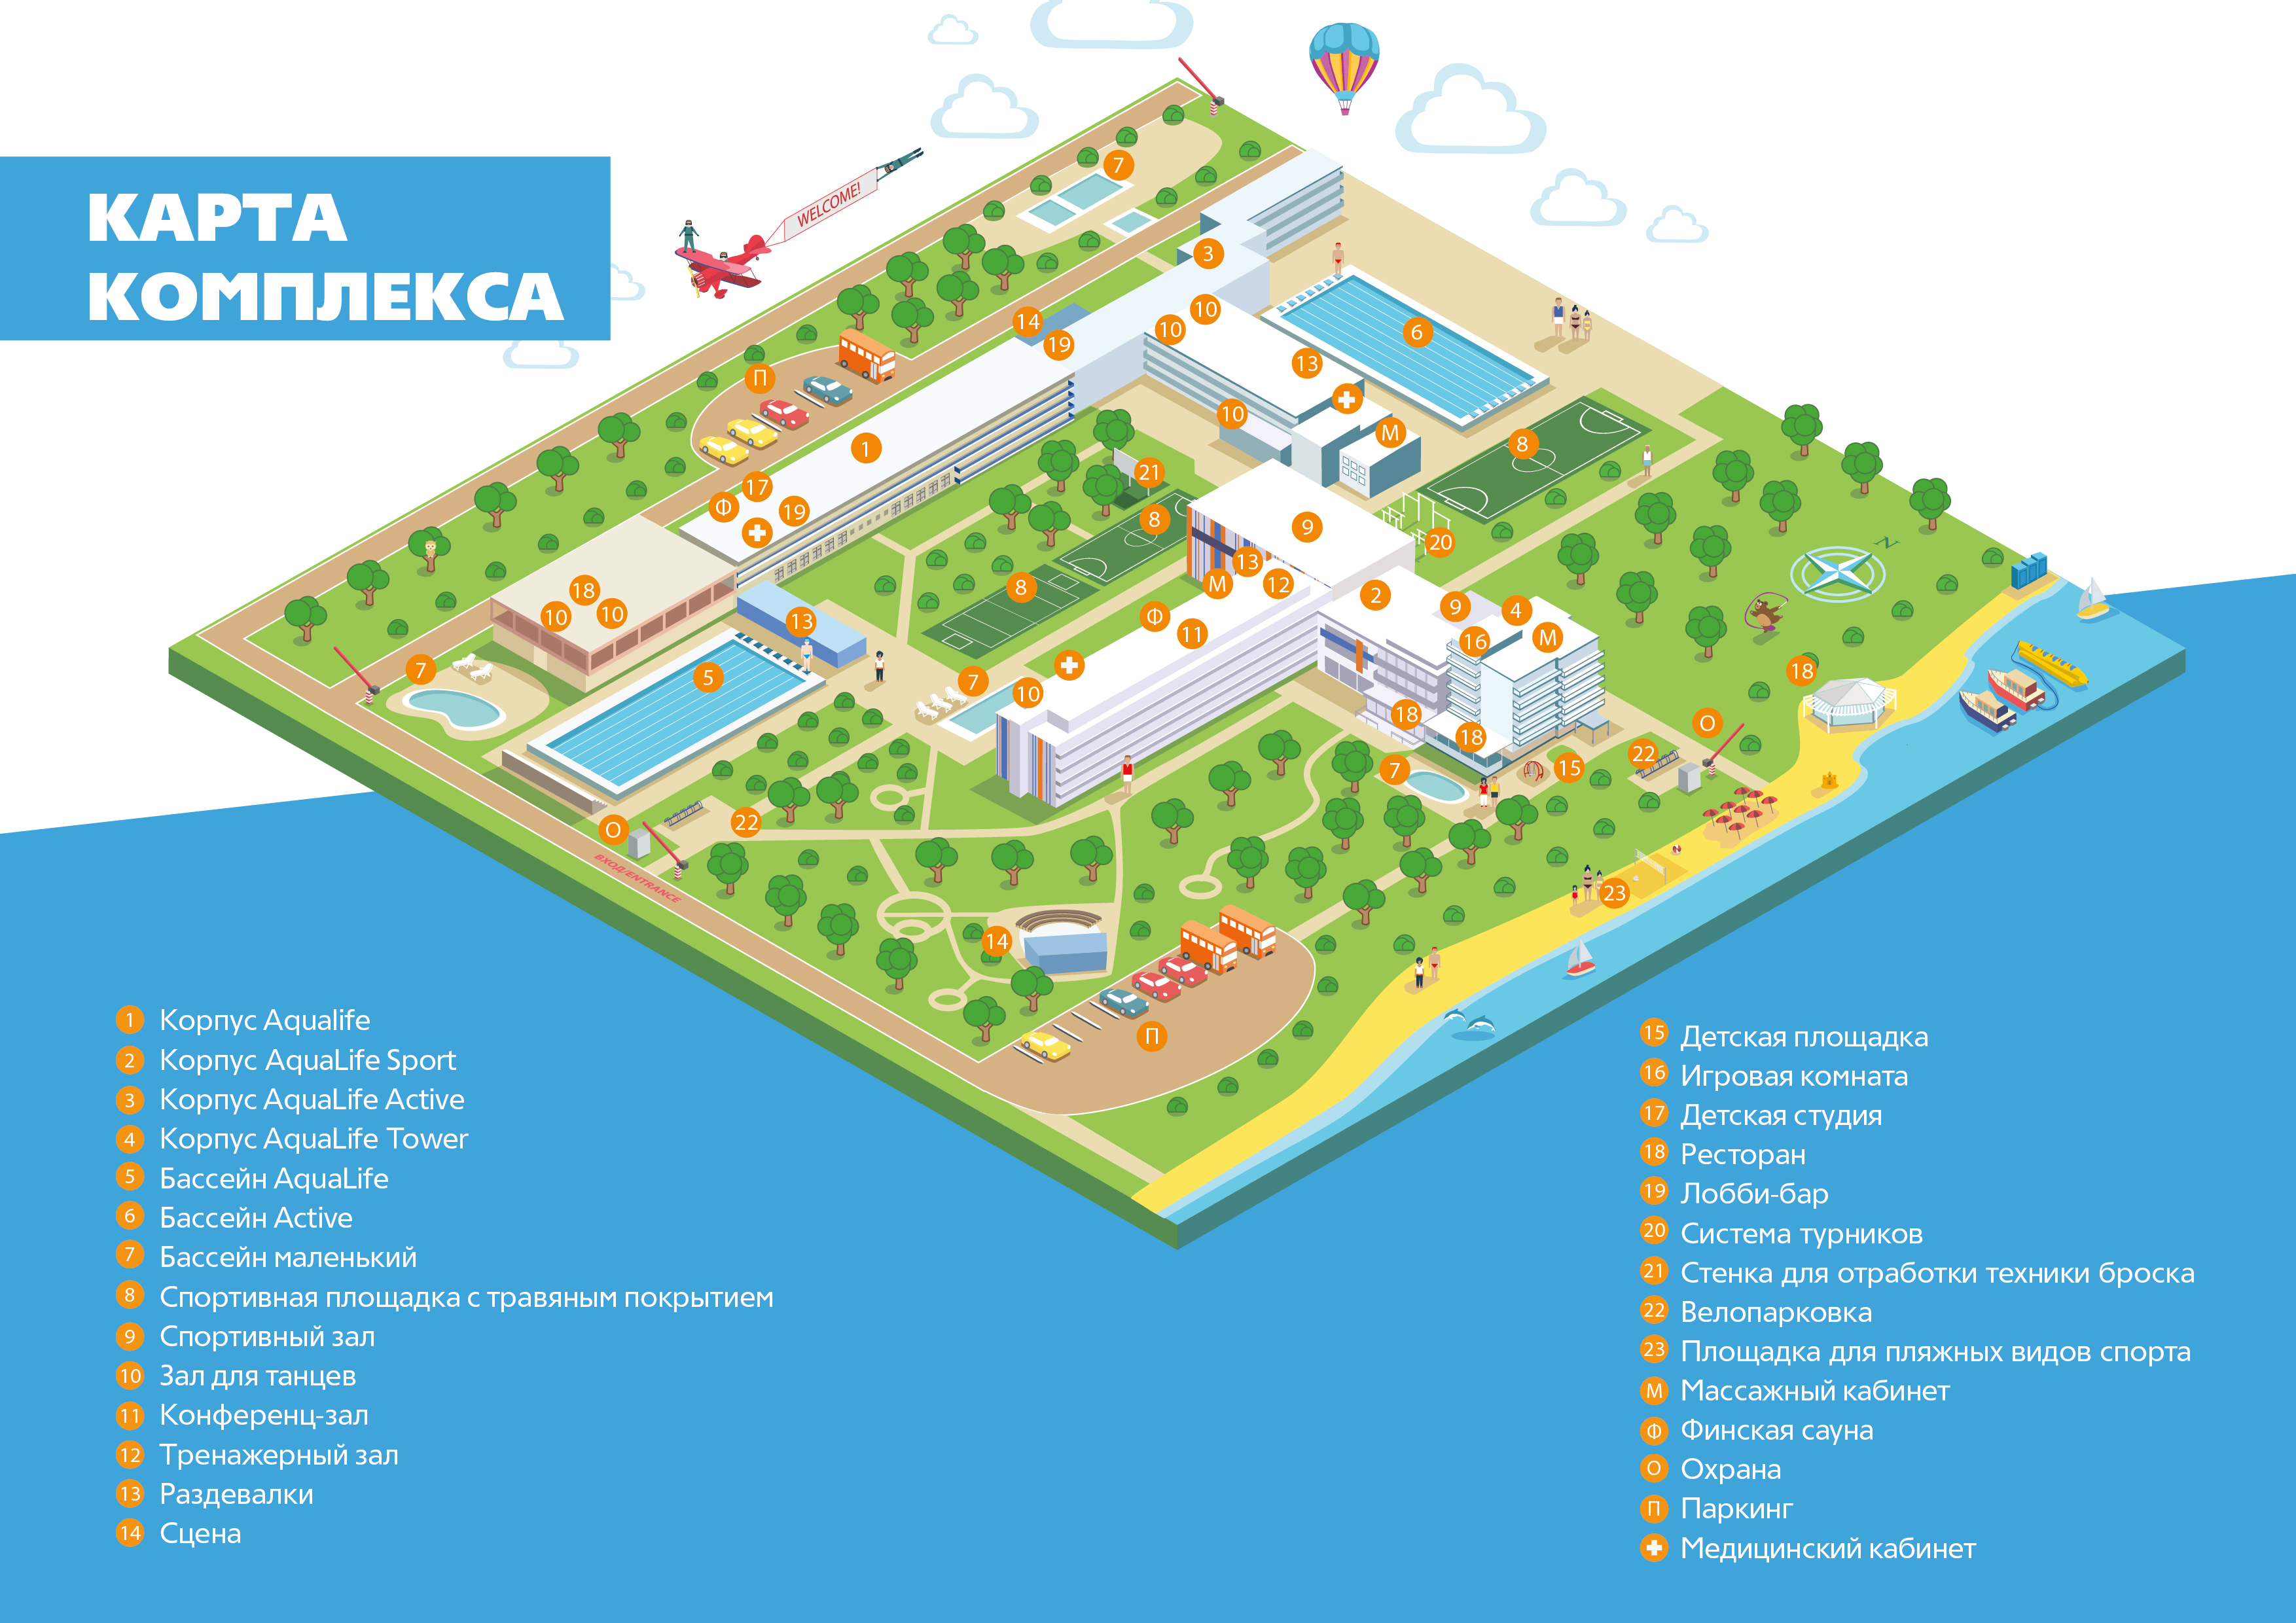 КАРТА
КОМПЛЕКСА
WELCOME!
7
3
14
19
10
10
6
13
П
10
М
8
1
21
17
Ф
19
8
9
20
13
М
12
18
10
10
8
2
9
4
13
Ф
11
16
М
7
5
7
10
18
18
18
О
22
7
15
О
22
ВХОД/ENTRANCE
23
14
П
N
1 Корпус Aqualife
2 Корпус AquaLife Sport
3 Корпус AquaLife Active
4 Корпус AquaLife Tower
5 Бассейн AquaLife
6 Бассейн Active
7 Бассейн маленький
8 Спортивная площадка с травяным покрытием
9 Спортивный зал
10 Зал для танцев
11 Конференц-зал
12 Тренажерный зал
13 Раздевалки
14 Сцена
15 Детская площадка
16 Игровая комната
17 Детская студия
18 Ресторан
19 Лобби-бар
20 Система турников
21 Стенка для отработки техники броска
22 Велопарковка
23 Площадка для пляжных видов спорта
М Массажный кабинет
Ф Финская сауна
О Охрана
П Паркинг
Медицинский кабинет